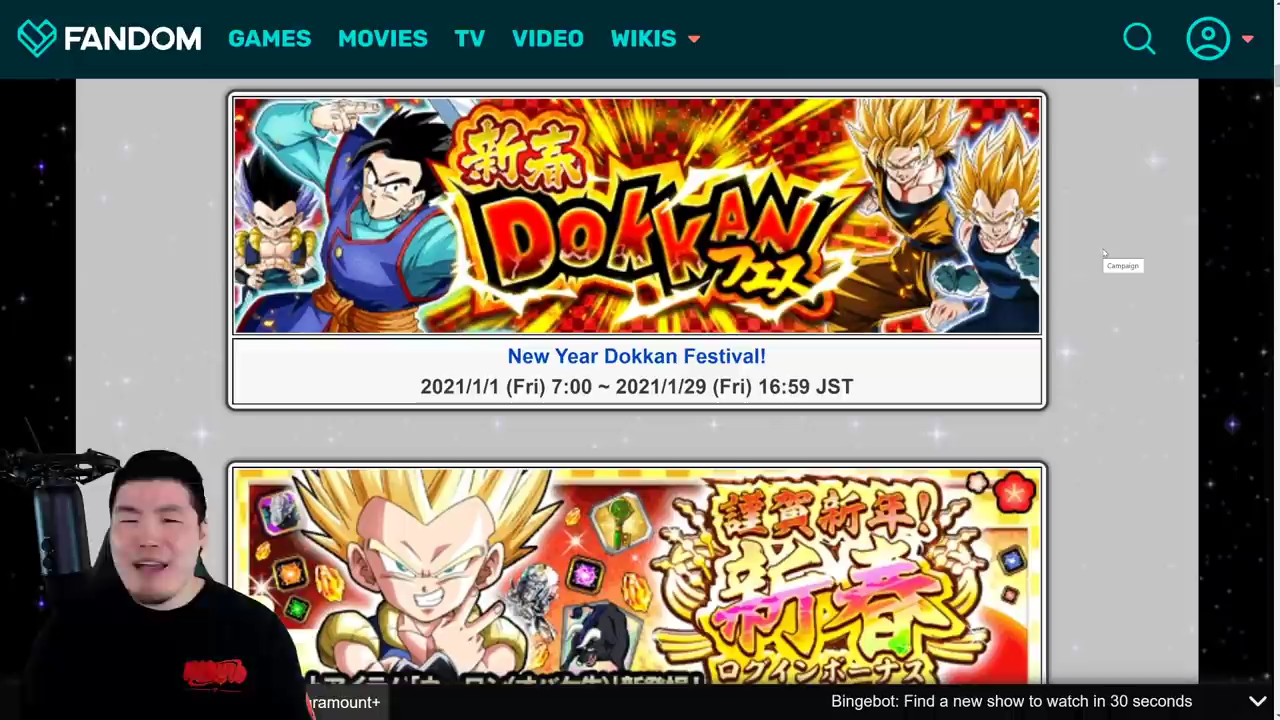 FANDOM
GAMES MOVIES TV VIDEO WIKIS
新春
DOKKAN
フェス
Campaign
New Year Dokkan Festival!
2021/1/1 (Fri) 7:00 ~ 2021/1/29 (Fri) 16:59 JST
謹賀新年!
新春
ログインボーナス
ramount+
Bingebot: Find a new show to watch in 30 seconds